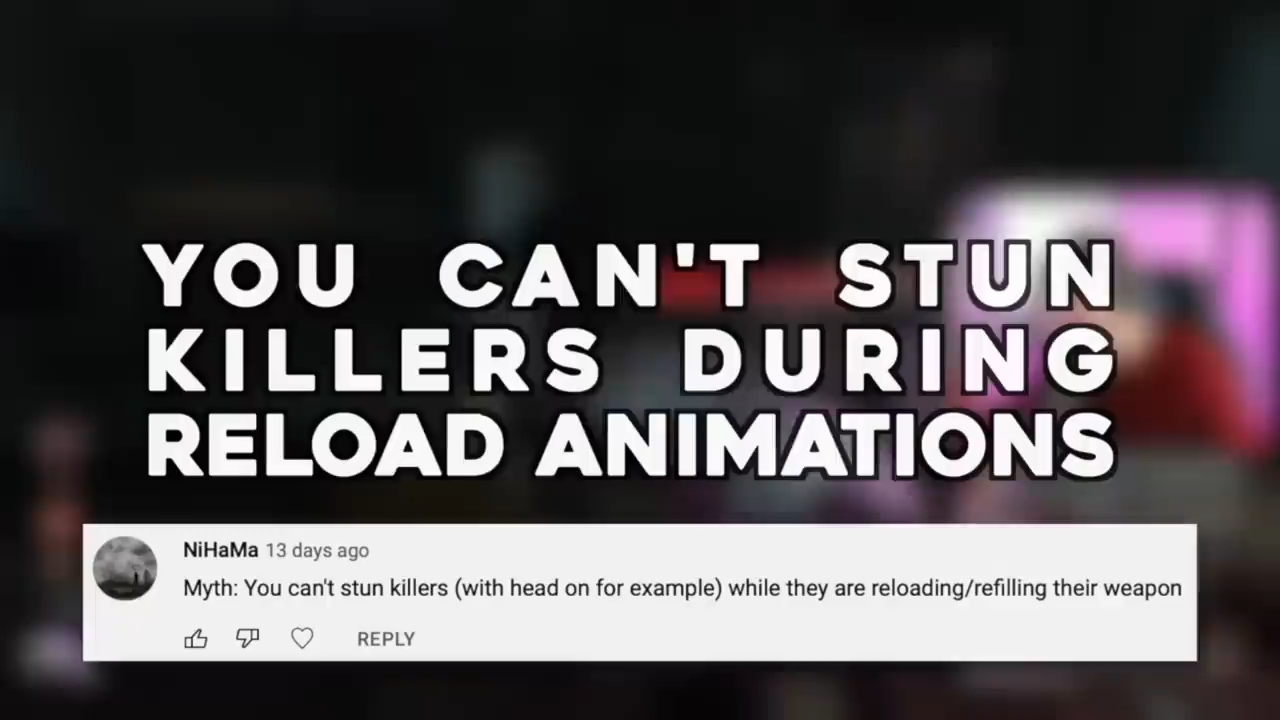 YOU CAN'T STUN
KILLERS DURING
RELOAD ANIMATIONS
NiHaMa 13 days ago
Myth: You can't stun killers (with head on for example) while they are reloading/refilling their weapon
REPLY